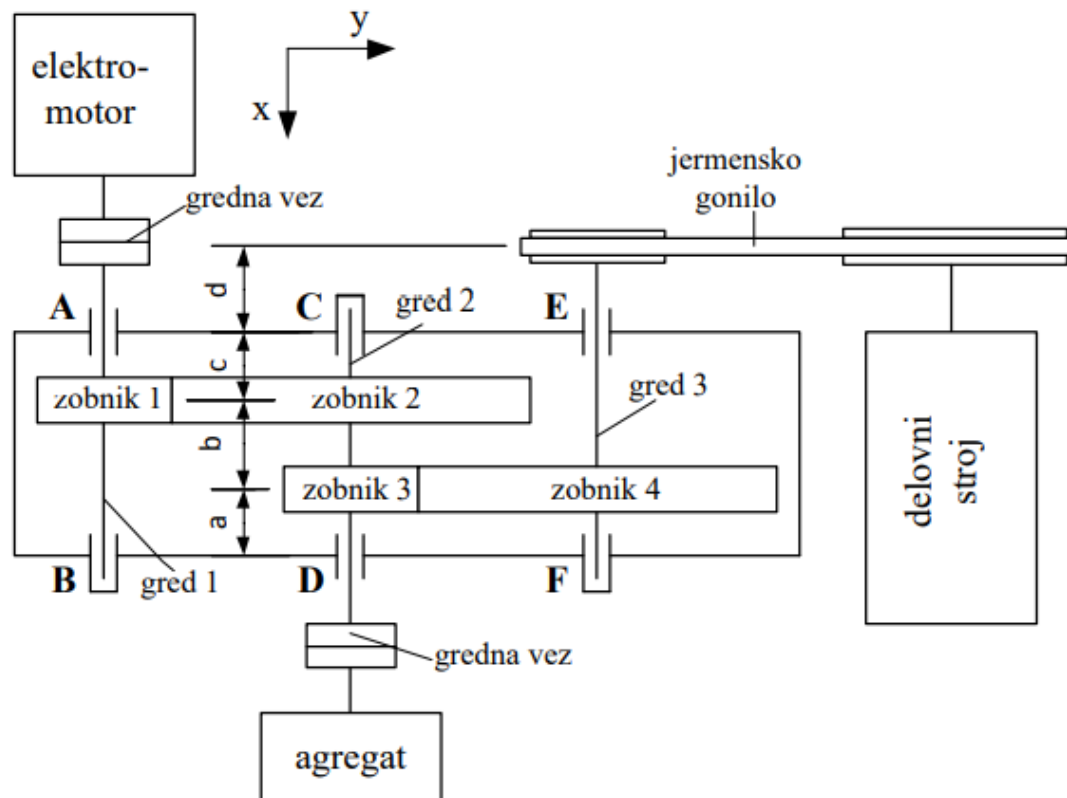 elektro-
motor
y
x
gredna vez
jermensko
gonilo
d
A
C
gred 2
E
c
zobnik 1
zobnik 2
gred 3
b
zobnik 3
zobnik 4
a
delovni
stroj
B
gred 1
D
F
gredna vez
agregat